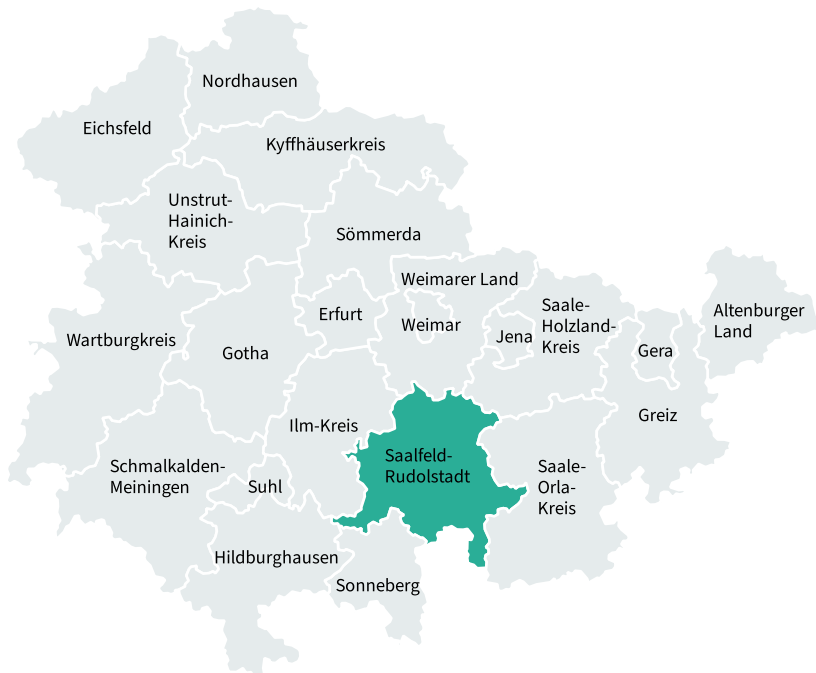 Nordhausen
Eichsfeld
Kyffhäuserkreis
Unstrut-
Hainich-
Kreis
Sömmerda
Weimarer Land
Saale-
Holzland-
Kreis
Altenburger
Land
Erfurt
Weimar
Jena
Gera
Wartburgkreis
Gotha
Greiz
Ilm-Kreis
Saalfeld-
Rudolstadt
Schmalkalden-
Meiningen
Suhl
Saale-
Orla-
Kreis
Hildburghausen
Sonneberg